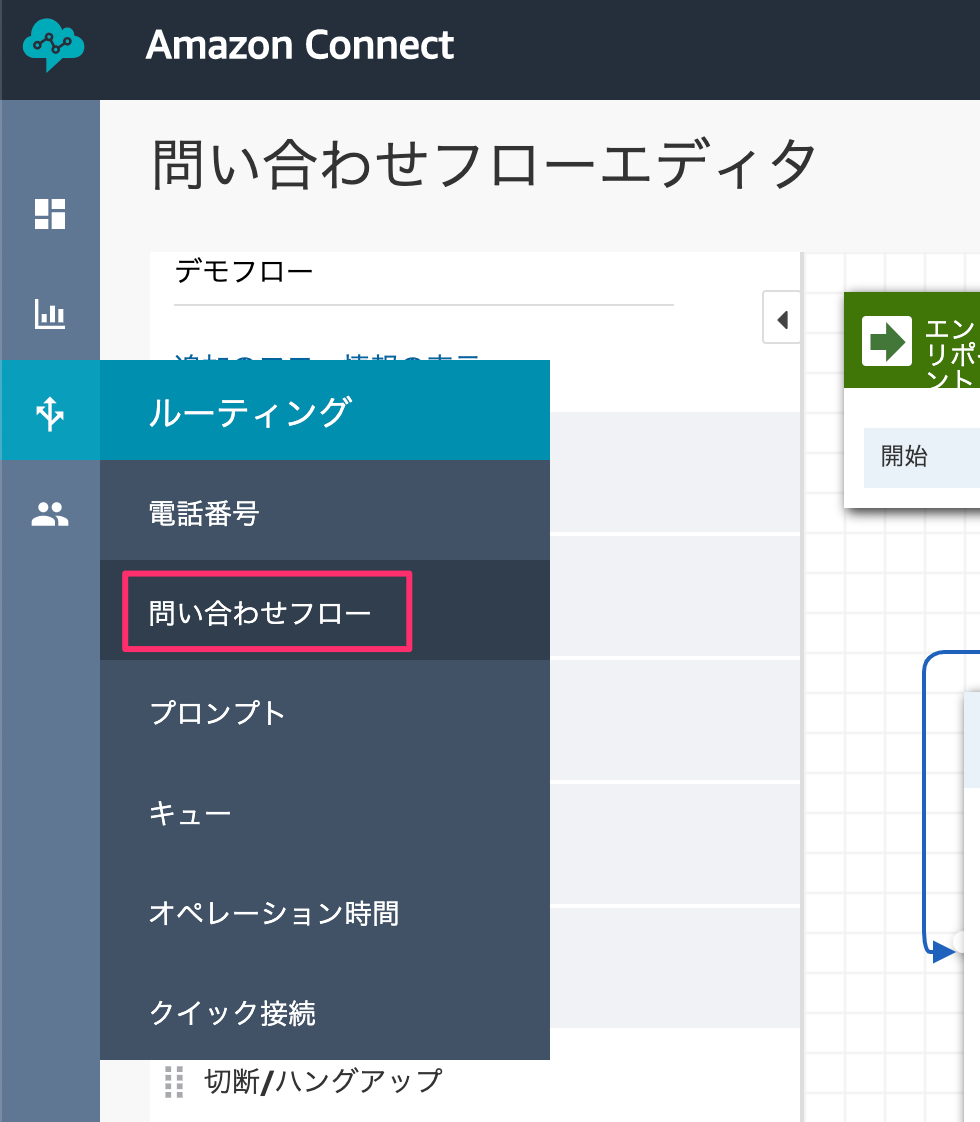 Amazon Connect
問い合わせフローエディタ
デモフロー
ルーティング
電話番号
問い合わせフロー
プロンプト
キュー
オペレーション時間
クイック接続
切断/ハングアップ
エン
リポ
ント
開始